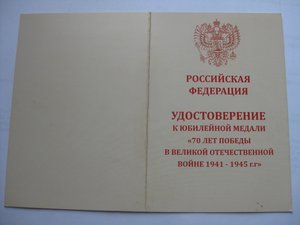 РОССИЙСКАЯ
ФЕДЕРАЦИЯ
УДОСТОВЕРЕНИЕ
К ЮБИЛЕЙНОЙ МЕДАЛИ
«70 ЛЕТ ПОБЕДЫ
В ВЕЛИКОЙ ОТЕЧЕСТВЕННОЙ
ВОЙНЕ 1941 - 1945 г.г»